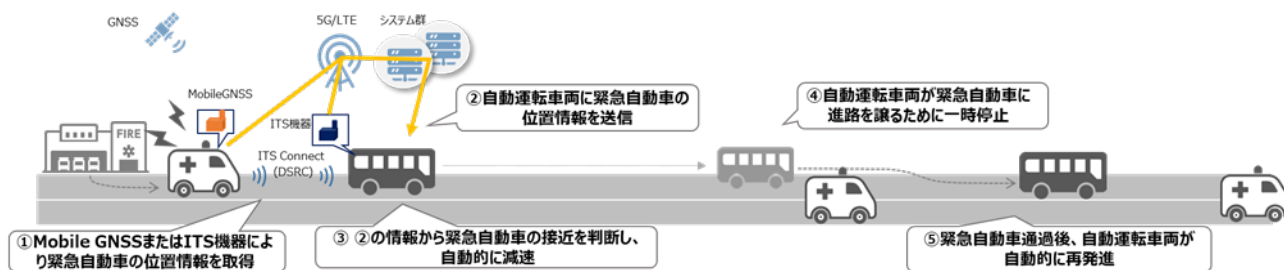 GNSS
5G/LTE
システム群
MobileGNSS
ITS機器
FIRE
ITS Connect
(DSRC)
②自動運転車両に緊急自動車の
位置情報を送信
④自動運転車両が緊急自動車に
進路を譲るために一時停止
①Mobile GNSSまたはITS機器によ
り緊急自動車の位置情報を取得
③ ②の情報から緊急自動車の接近を判断し、
自動的に減速
⑤緊急自動車通過後、自動運転車両が
自動的に再発進